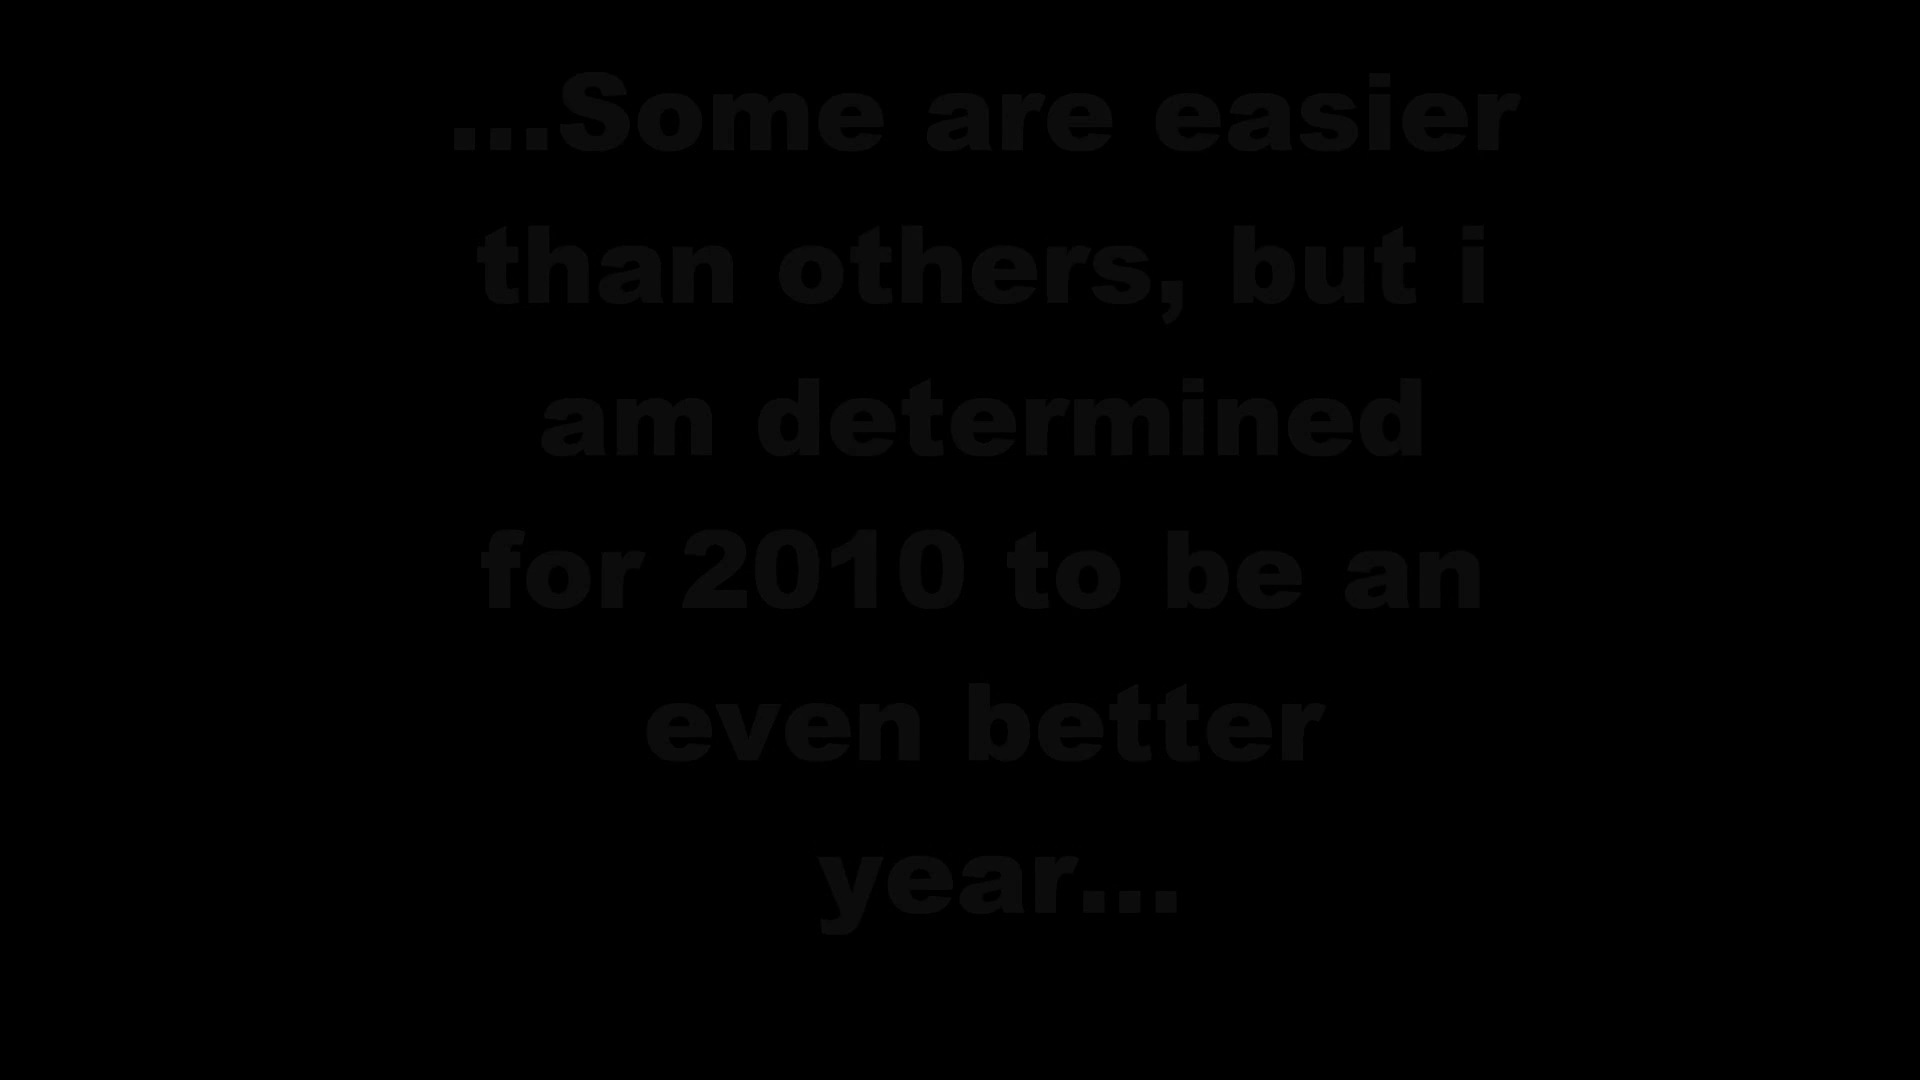 ...Some are easier
than others, but i
am determined
for 2010 to be an
even better
year...